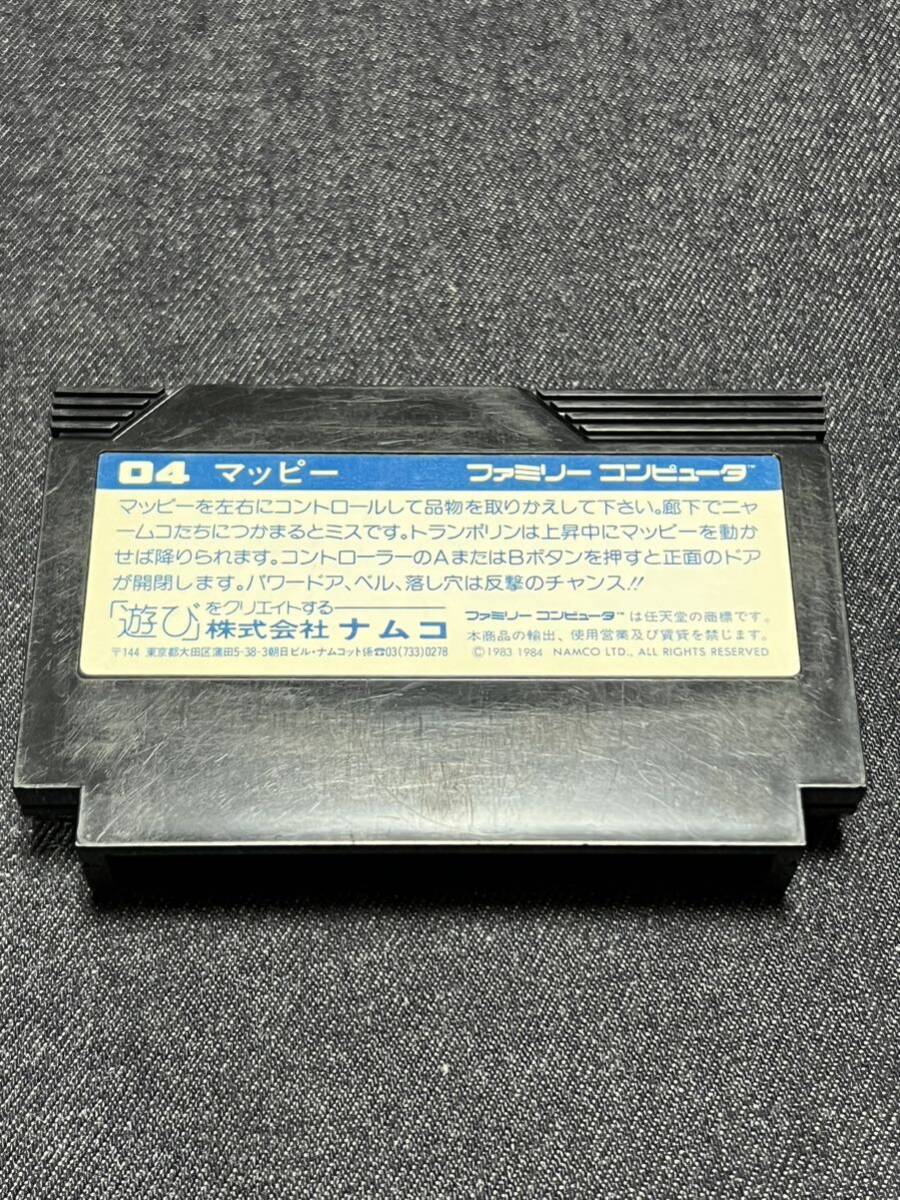 04 マッピー ファミリー コンピュータ™
マッピーを左右にコントロールして品物を取りかえして下さい。廊下でニャ
ームコたちにつかまるとミスです。トランポリンは上昇中にマッピーを動か
せば降りられます。コントローラーのAまたはBボタンを押すと正面のドア
が開閉します。パワードア、ベル、落し穴は反撃のチャンス!!
「遊び」をクリエイトする
株式会社 ナムコ
〒144 東京都大田区蒲田5-38-3朝日ビル・ナムコット係☎03(733)0278
ファミリー コンピュータ™ は任天堂の商標です。
本商品の輸出、使用営業及び賃貸を禁じます。
©1983 1984 NAMCO LTD., ALL RIGHTS RESERVED